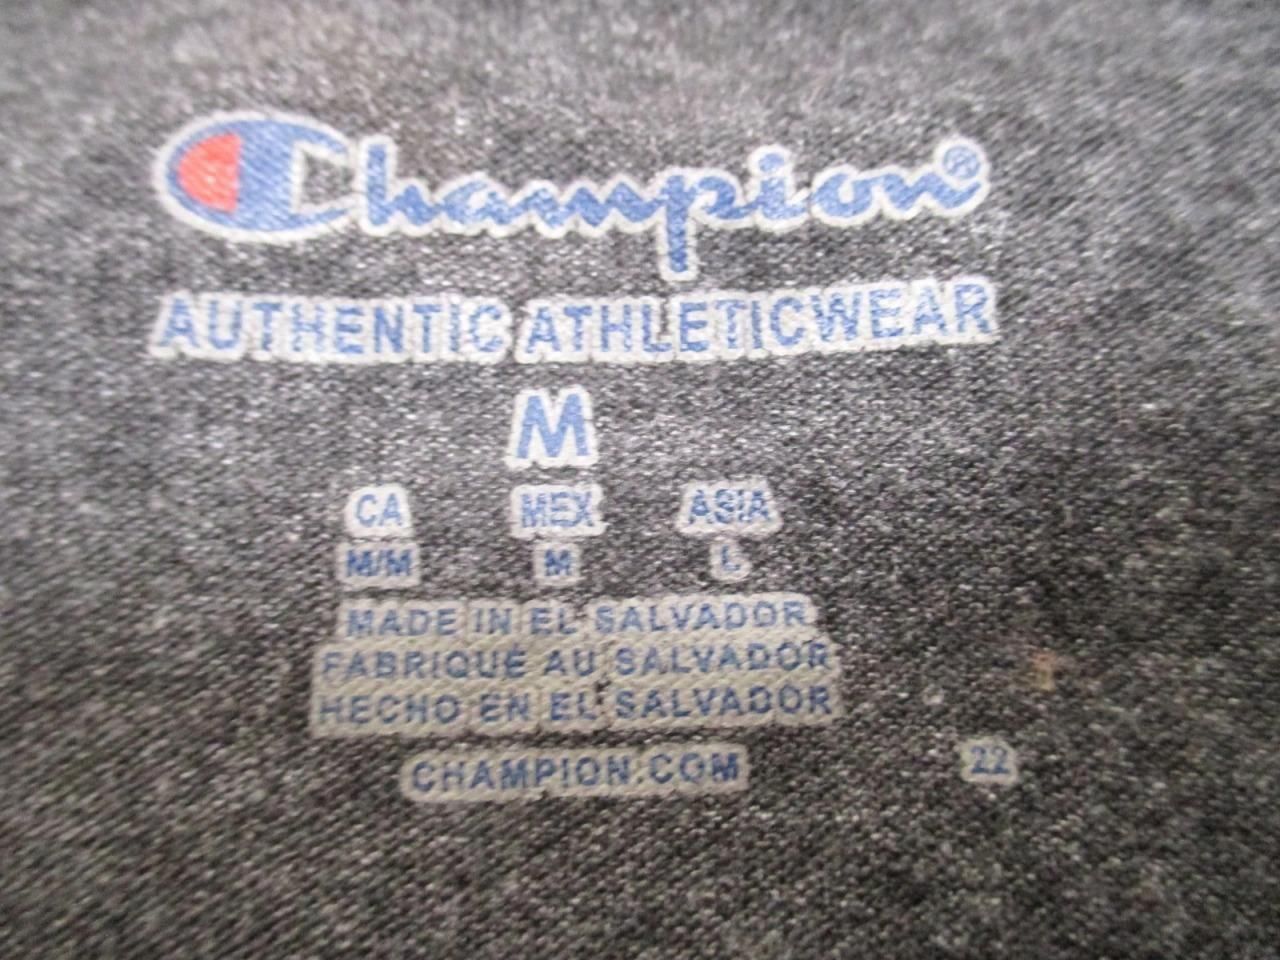 Champion®
AUTHENTIC ATHLETICWEAR
M
CA MEX ASIA
M/M M L
MADE IN EL SALVADOR
FABRIQUÉ AU SALVADOR
HECHO EN EL SALVADOR
CHAMPION.COM 22